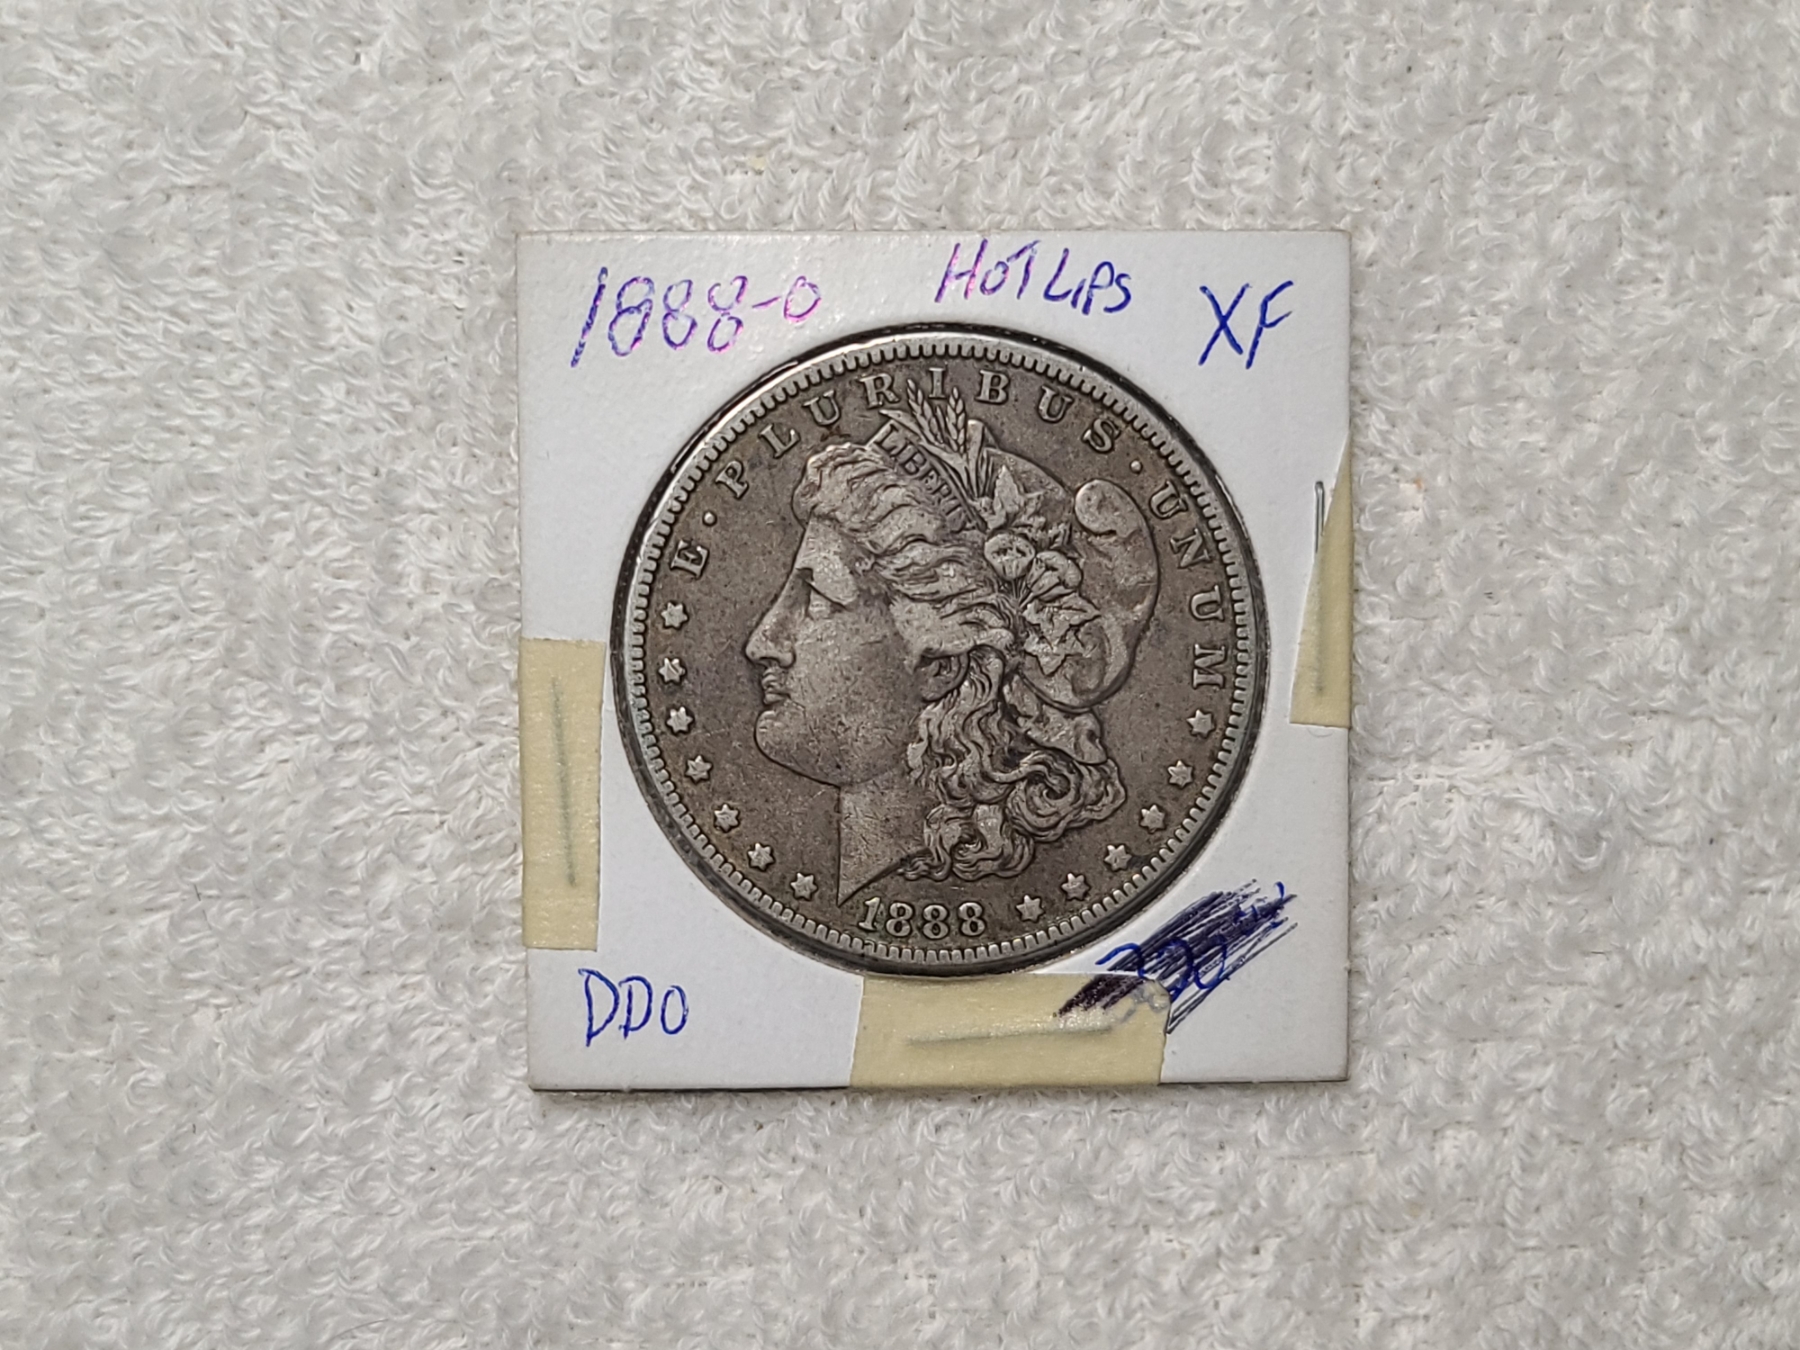 1888-O HOT LIPS XF
E · PLURIBUS · UNUM
LIBERTY
1888
DDO